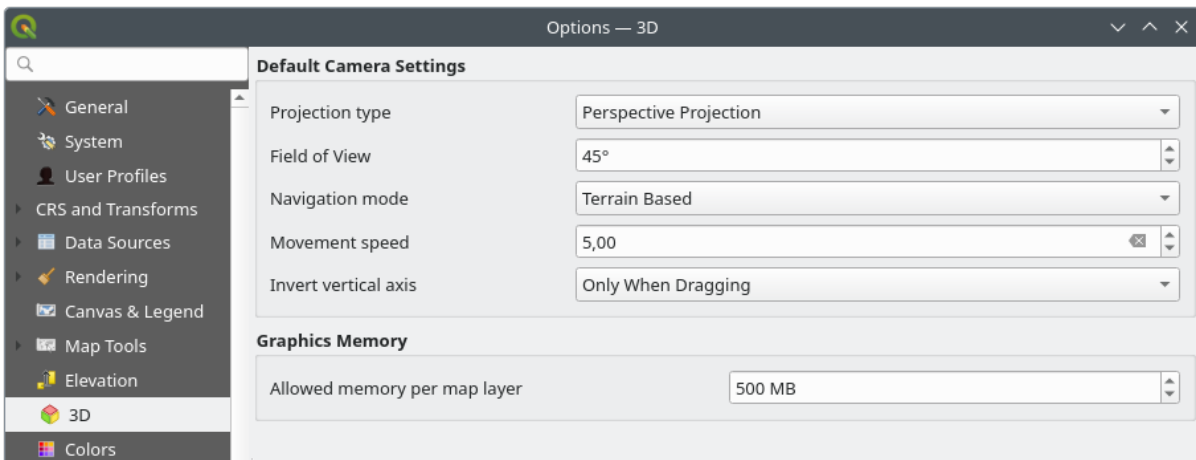 Options — 3D
General
System
User Profiles
CRS and Transforms
Data Sources
Rendering
Canvas & Legend
Map Tools
Elevation
3D
Colors
Default Camera Settings
Projection type Perspective Projection
Field of View 45°
Navigation mode Terrain Based
Movement speed 5,00
Invert vertical axis Only When Dragging
Graphics Memory
Allowed memory per map layer 500 MB